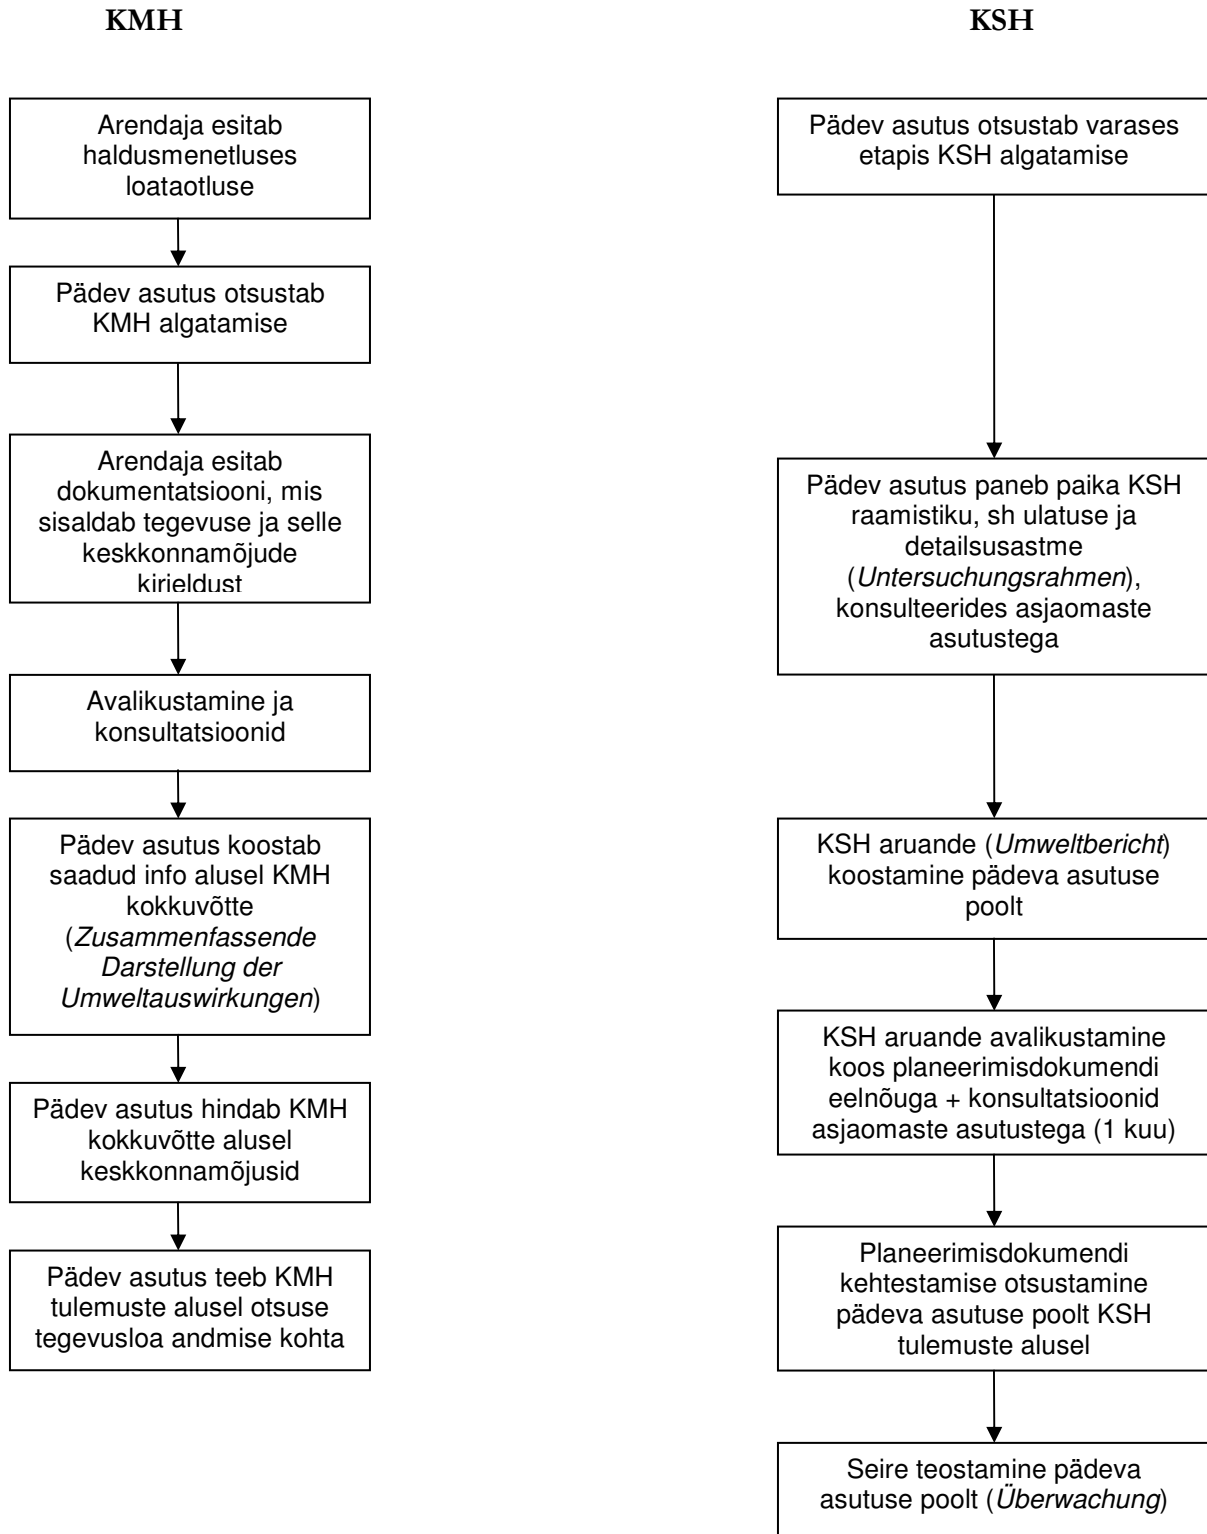 KMH
Arendaja esitab
haldusmenetluses
loataotluse
Pädev asutus otsustab
KMH algatamise
Arendaja esitab
dokumentatsiooni, mis
sisaldab tegevuse ja selle
keskkonnamõjude
kirjeldust
Avalikustamine ja
konsultatsioonid
Pädev asutus koostab
saadud info alusel KMH
kokkuvõtte
(Zusammenfassende
Darstellung der
Umweltauswirkungen)
Pädev asutus hindab KMH
kokkuvõtte alusel
keskkonnamõjusid
Pädev asutus teeb KMH
tulemuste alusel otsuse
tegevusloa andmise kohta
KSH
Pädev asutus otsustab varases
etapis KSH algatamise
Pädev asutus paneb paika KSH
raamistiku, sh ulatuse ja
detailsusastme
(Untersuchungsrahmen),
konsulteerides asjaomaste
asutustega
KSH aruande (Umweltbericht)
koostamine pädeva asutuse
poolt
KSH aruande avalikustamine
koos planeerimisdokumendi
eelnõuga + konsultatsioonid
asjaomaste asutustega (1 kuu)
Planeerimisdokumendi
kehtestamise otsustamine
pädeva asutuse poolt KSH
tulemuste alusel
Seire teostamine pädeva
asutuse poolt (Überwachung)